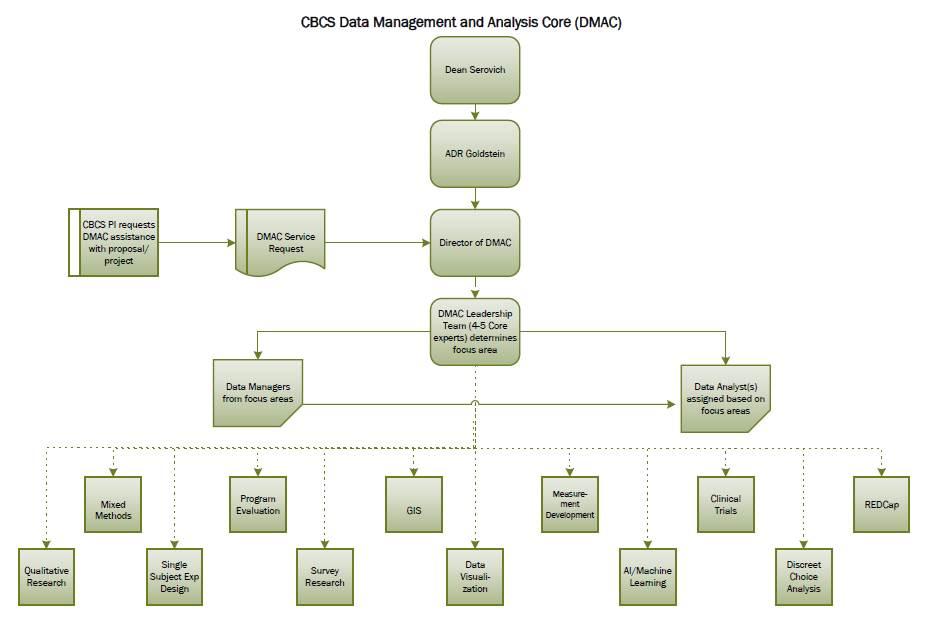 CBCS Data Management and Analysis Core (DMAC)
Dean Serovich
ADR Goldstein
CBCS PI requests
DMAC assistance
with proposal/
project
DMAC Service
Request
Director of DMAC
DMAC Leadership
Team (4-5 Core
experts) determines
focus area
Data Managers
from focus areas
Data Analyst(s)
assigned based on
focus areas
Mixed
Methods
Program
Evaluation
GIS
Measure-
ment
Development
Clinical
Trials
REDCap
Qualitative
Research
Single
Subject Exp
Design
Survey
Research
Data
Visuali-
zation
AI/Machine
Learning
Discreet
Choice
Analysis